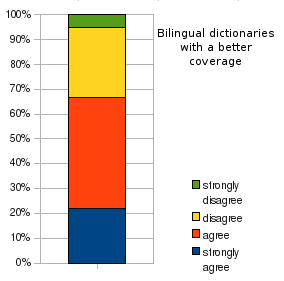 100%
90%
80%
70%
60%
50%
40%
30%
20%
10%
0%
Bilingual dictionaries
with a better
coverage
strongly
disagree
disagree
agree
strongly
agree